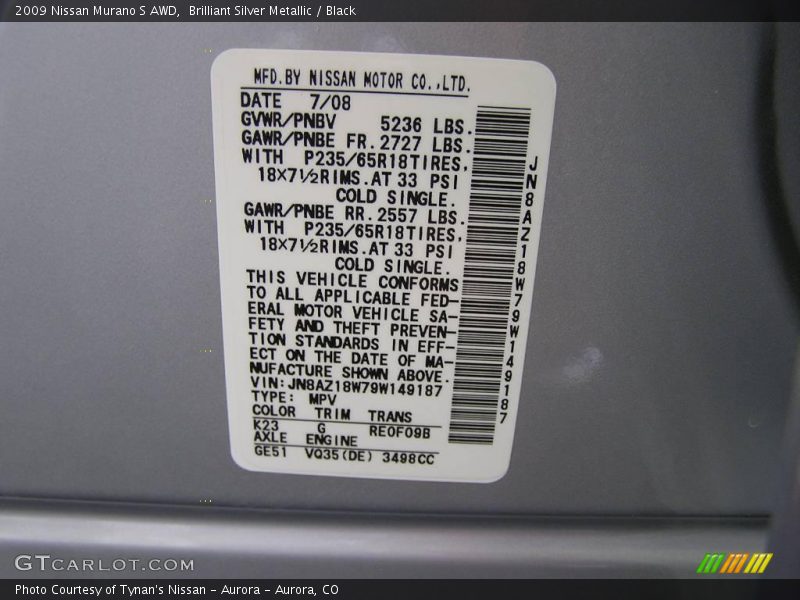 2009 Nissan Murano S AWD,  Brilliant Silver Metallic / Black
MFD.BY NISSAN MOTOR CO.,LTD.
DATE 7/08
GVWR/PNBV 5236 LBS.
GAWR/PNBE FR.2727 LBS.
WITH P235/65R18TIRES,
18×7½RIMS.AT 33 PSI
COLD SINGLE.
GAWR/PNBE RR.2557 LBS.
WITH P235/65R18TIRES,
18×7½RIMS.AT 33 PSI
COLD SINGLE.
THIS VEHICLE CONFORMS
TO ALL APPLICABLE FED-
ERAL MOTOR VEHICLE SA-
FETY AND THEFT PREVEN-
TION STANDARDS IN EFF-
ECT ON THE DATE OF MA-
NUFACTURE SHOWN ABOVE.
VIN:JN8AZ18W79W149187
TYPE: MPV
COLOR TRIM TRANS
K23 G RE0F09B
AXLE ENGINE
GE51 VQ35(DE) 3498CC
JN8AZ18W79W149187
GTCARLOT.COM
Photo Courtesy of Tynan's Nissan - Aurora - Aurora, CO